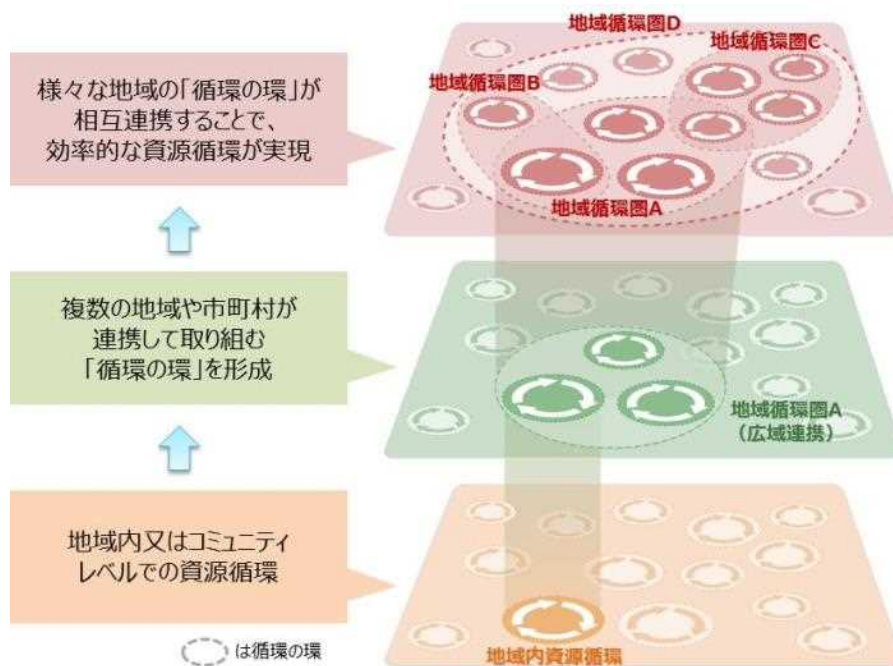 地域循環圏D
地域循環圏C
地域循環圏B
地域循環圏A
様々な地域の「循環の環」が
相互連携することで、
効率的な資源循環が実現
複数の地域や市町村が
連携して取り組む
「循環の環」を形成
地域循環圏A
（広域連携）
地域内又はコミュニティ
レベルでの資源循環
地域内資源循環
は循環の環